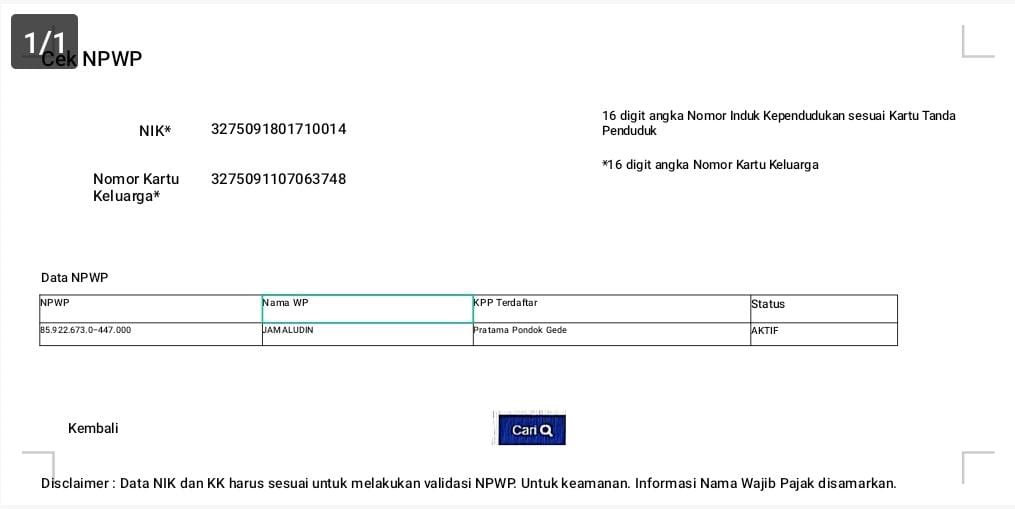 1/1
Cek NPWP
NIK* 3275091801710014
16 digit angka Nomor Induk Kependudukan sesuai Kartu Tanda
Penduduk
*16 digit angka Nomor Kartu Keluarga
Nomor Kartu 3275091107063748
Keluarga*
Data NPWP
NPWP Nama WP KPP Terdaftar Status
85.922.673.0-447.000 JAMALUDIN Pratama Pondok Gede AKTIF
Kembali Cari
Disclaimer : Data NIK dan KK harus sesuai untuk melakukan validasi NPWP. Untuk keamanan. Informasi Nama Wajib Pajak disamarkan.